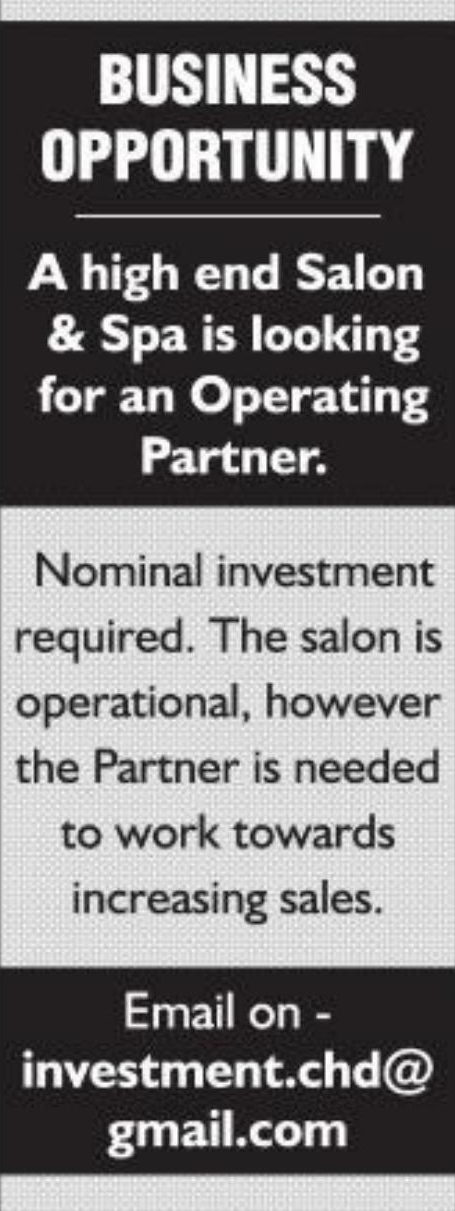 BUSINESS
OPPORTUNITY
A high end Salon
& Spa is looking
for an Operating
Partner.
Nominal investment
required. The salon is
operational, however
the Partner is needed
to work towards
increasing sales.
Email on -
investment.chd@
gmail.com